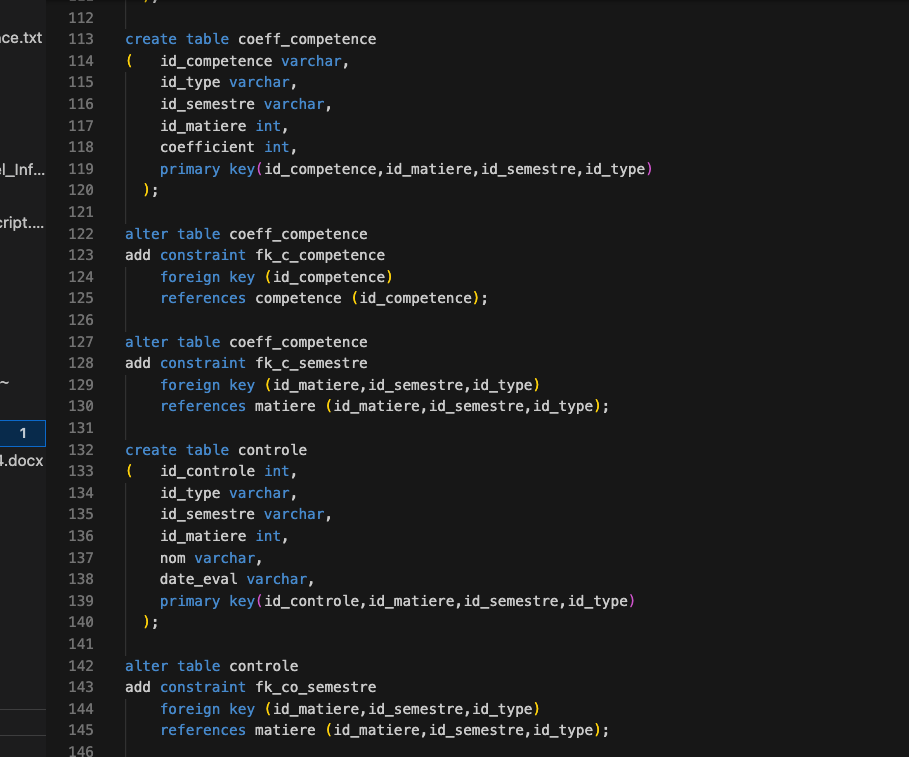 112
ce.txt
113 create table coeff_competence
114 ( id_competence varchar,
115 id_type varchar,
116 id_semestre varchar,
117 id_matiere int,
118 coefficient int,
el_Inf...
119 primary key(id_competence,id_matiere,id_semestre,id_type)
120 );
121
cript....
122 alter table coeff_competence
123 add constraint fk_c_competence
124 foreign key (id_competence)
125 references competence (id_competence);
126
127 alter table coeff_competence
128 add constraint fk_c_semestre
~
129 foreign key (id_matiere,id_semestre,id_type)
130 references matiere (id_matiere,id_semestre,id_type);
131
1
132 create table controle
4.docx
133 ( id_controle int,
134 id_type varchar,
135 id_semestre varchar,
136 id_matiere int,
137 nom varchar,
138 date_eval varchar,
139 primary key(id_controle,id_matiere,id_semestre,id_type)
140 );
141
142 alter table controle
143 add constraint fk_co_semestre
144 foreign key (id_matiere,id_semestre,id_type)
145 references matiere (id_matiere,id_semestre,id_type);
146